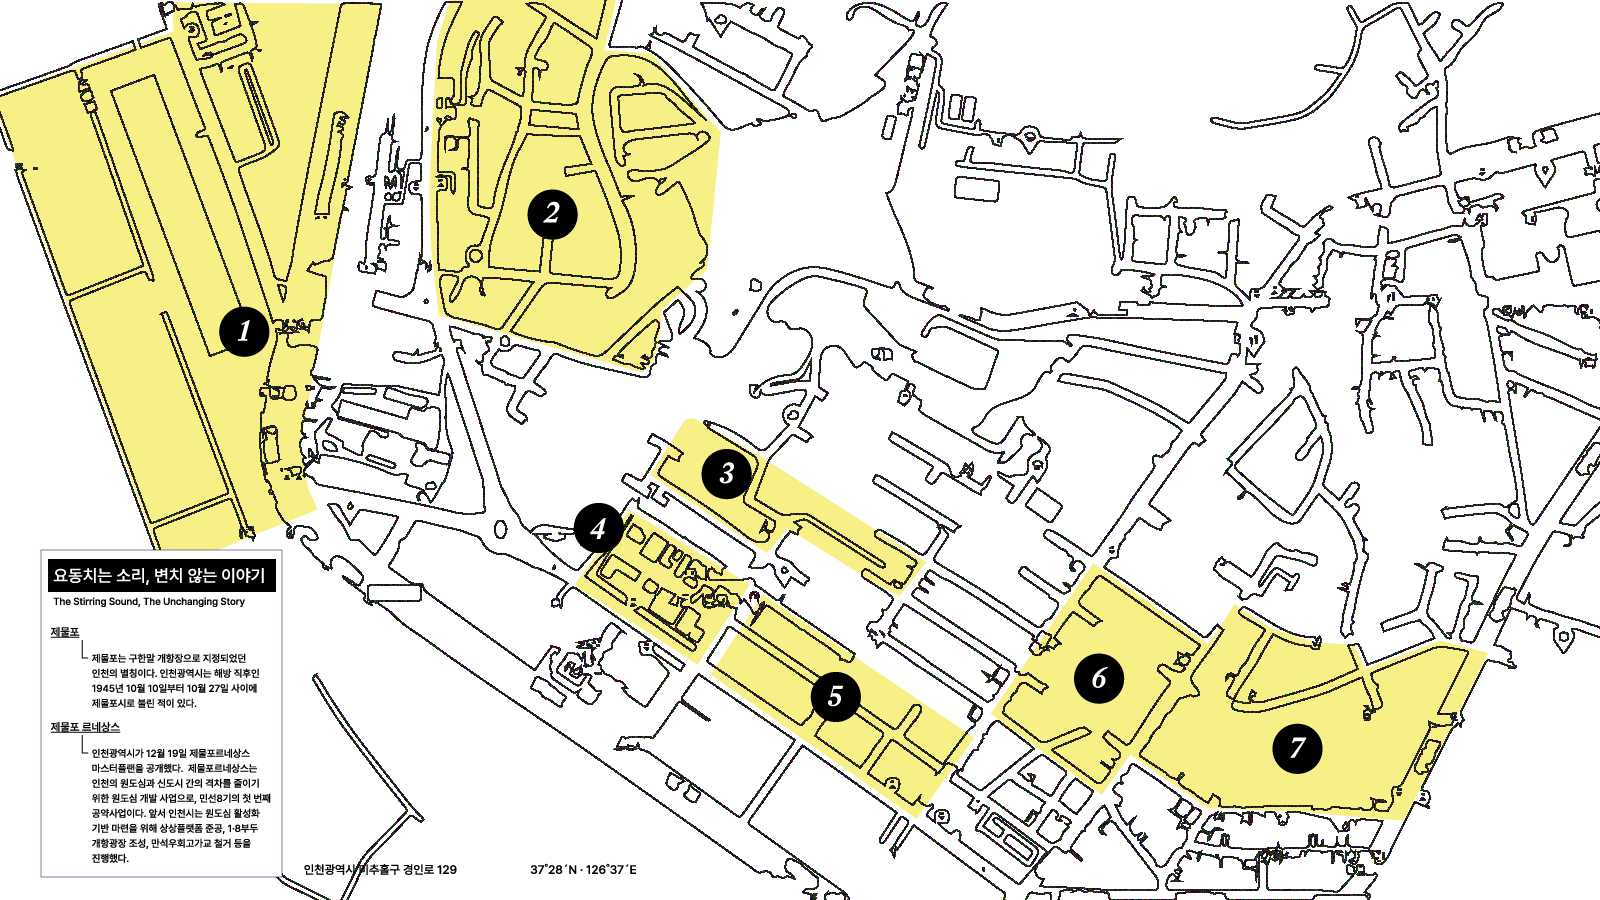 요동치는 소리, 변치 않는 이야기
The Stirring Sound, The Unchanging Story
제물포
제물포는 구한말 개항장으로 지정되었던
인천의 별칭이다. 인천광역시는 해방 직후인
1945년 10월 10일부터 10월 27일 사이에
제물포시로 불린 적이 있다.
제물포 르네상스
인천광역시가 12월 19일 제물포르네상스
마스터플랜을 공개했다. 제물포르네상스는
인천의 원도심과 신도시 간의 격차를 줄이기
위한 원도심 개발 사업으로, 민선8기의 첫 번째
공약사업이다. 앞서 인천시는 원도심 활성화
기반 마련을 위해 상상플랫폼 준공, 1·8부두
개항광장 조성, 만석우회고가교 철거 등을
진행했다.
1
2
3
4
5
6
7
인천광역시 미추홀구 경인로 129
37˚28´N · 126˚37´E